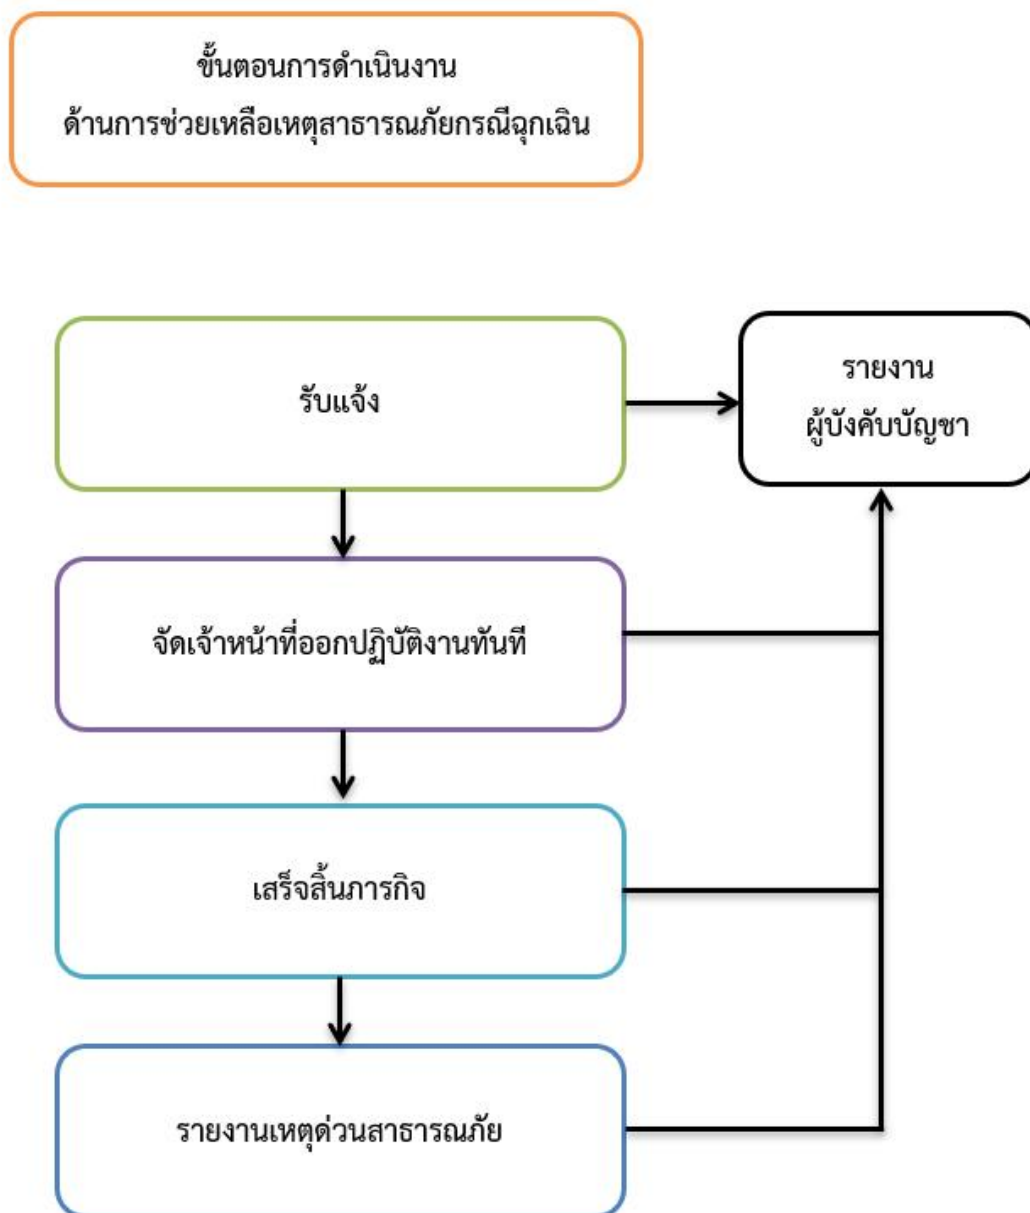 ขั้นตอนการดำเนินงาน
ด้านการช่วยเหลือเหตุสาธารณภัยกรณีฉุกเฉิน
รับแจ้ง
รายงาน
ผู้บังคับบัญชา
จัดเจ้าหน้าที่ออกปฏิบัติงานทันที
เสร็จสิ้นภารกิจ
รายงานเหตุด่วนสาธารณภัย